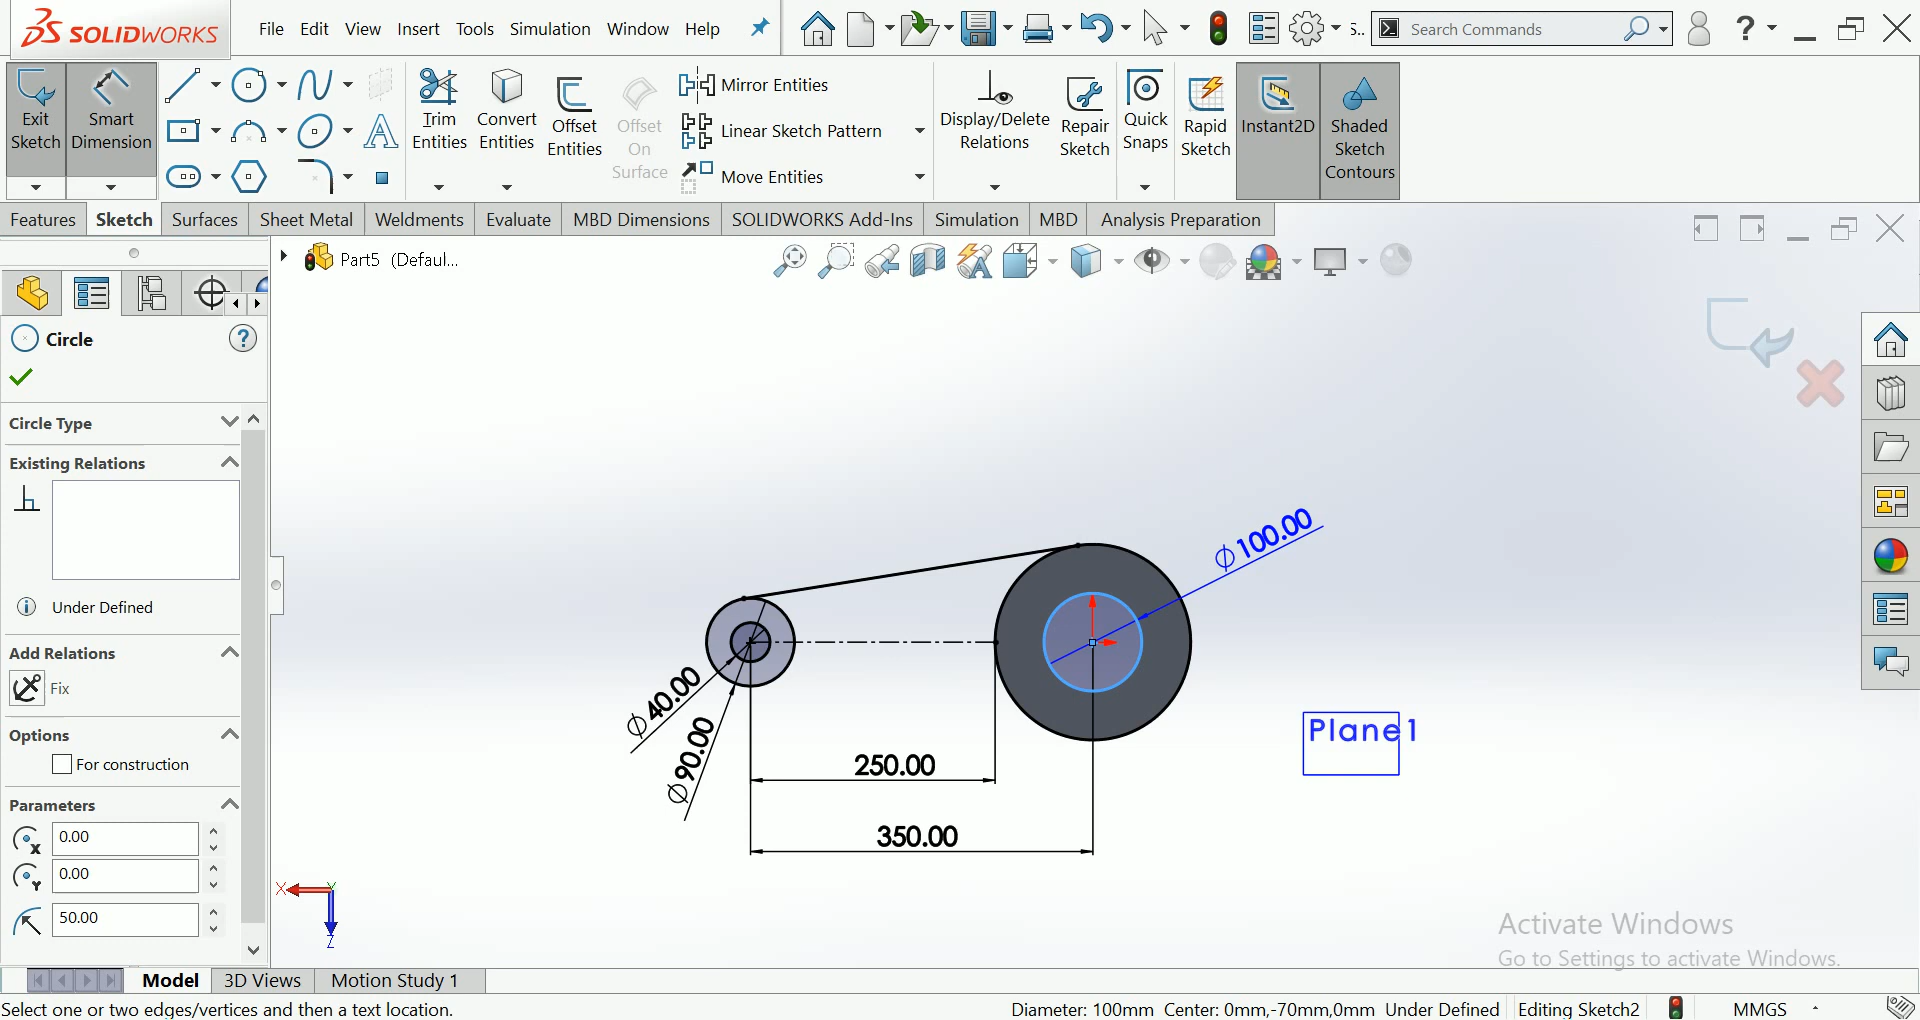 SOLIDWORKS File Edit View Insert Tools Simulation Window Help S.. Search Commands ?
Exit Sketch
Smart Dimension
Trim Entities
Convert Entities
Offset Entities
Offset On Surface
Mirror Entities
Linear Sketch Pattern
Move Entities
Display/Delete Relations
Repair Sketch
Quick Snaps
Rapid Sketch
Instant2D
Shaded Sketch Contours
Features Sketch Surfaces Sheet Metal Weldments Evaluate MBD Dimensions SOLIDWORKS Add-Ins Simulation MBD Analysis Preparation
Part5 (Defaul...
Circle ?
Circle Type
Existing Relations
Under Defined
Add Relations
Fix
Options
For construction
Parameters
X 0.00
Y 0.00
50.00
∅100.00
∅40.00
∅90.00
250.00
350.00
Plane1
X Y
Z
Activate Windows
Go to Settings to activate Windows.
Model 3D Views Motion Study 1
Select one or two edges/vertices and then a text location. Diameter: 100mm Center: 0mm,-70mm,0mm Under Defined Editing Sketch2 MMGS